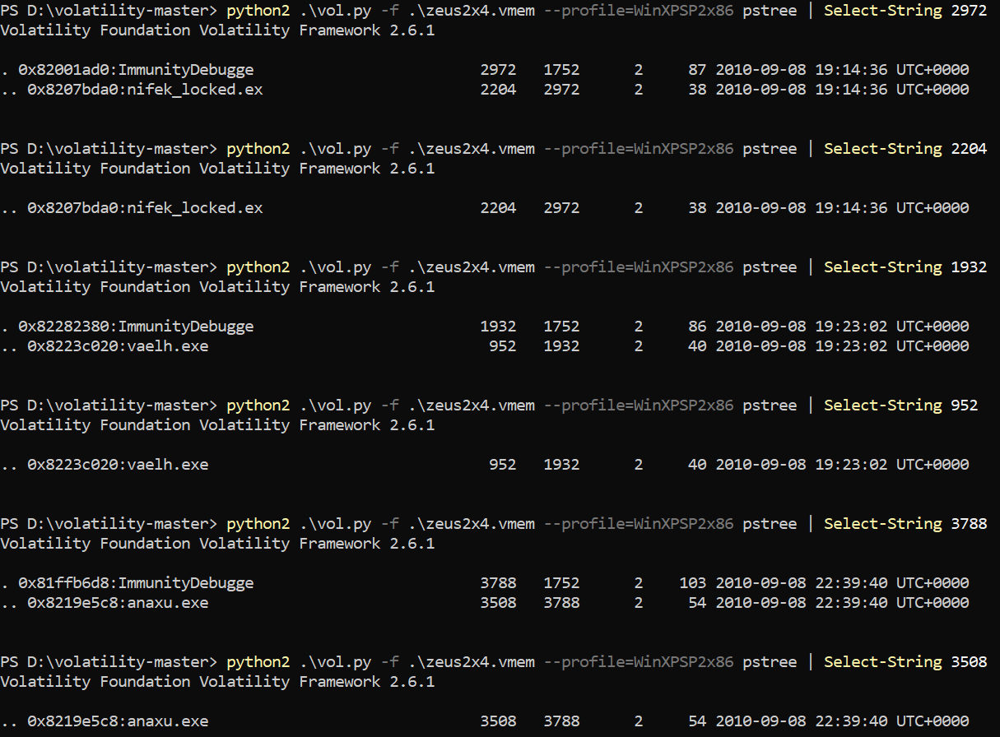 PS D:\volatility-master> python2 .\vol.py -f .\zeus2x4.vmem --profile=WinXPSP2x86 pstree | Select-String 2972
Volatility Foundation Volatility Framework 2.6.1
. 0x82001ad0:ImmunityDebugge 2972 1752 2 87 2010-09-08 19:14:36 UTC+0000
.. 0x8207bda0:nifek_locked.ex 2204 2972 2 38 2010-09-08 19:14:36 UTC+0000
PS D:\volatility-master> python2 .\vol.py -f .\zeus2x4.vmem --profile=WinXPSP2x86 pstree | Select-String 2204
Volatility Foundation Volatility Framework 2.6.1
.. 0x8207bda0:nifek_locked.ex 2204 2972 2 38 2010-09-08 19:14:36 UTC+0000
PS D:\volatility-master> python2 .\vol.py -f .\zeus2x4.vmem --profile=WinXPSP2x86 pstree | Select-String 1932
Volatility Foundation Volatility Framework 2.6.1
. 0x82282380:ImmunityDebugge 1932 1752 2 86 2010-09-08 19:23:02 UTC+0000
.. 0x8223c020:vaelh.exe 952 1932 2 40 2010-09-08 19:23:02 UTC+0000
PS D:\volatility-master> python2 .\vol.py -f .\zeus2x4.vmem --profile=WinXPSP2x86 pstree | Select-String 952
Volatility Foundation Volatility Framework 2.6.1
.. 0x8223c020:vaelh.exe 952 1932 2 40 2010-09-08 19:23:02 UTC+0000
PS D:\volatility-master> python2 .\vol.py -f .\zeus2x4.vmem --profile=WinXPSP2x86 pstree | Select-String 3788
Volatility Foundation Volatility Framework 2.6.1
. 0x81ffb6d8:ImmunityDebugge 3788 1752 2 103 2010-09-08 22:39:40 UTC+0000
.. 0x8219e5c8:anaxu.exe 3508 3788 2 54 2010-09-08 22:39:40 UTC+0000
PS D:\volatility-master> python2 .\vol.py -f .\zeus2x4.vmem --profile=WinXPSP2x86 pstree | Select-String 3508
Volatility Foundation Volatility Framework 2.6.1
.. 0x8219e5c8:anaxu.exe 3508 3788 2 54 2010-09-08 22:39:40 UTC+0000